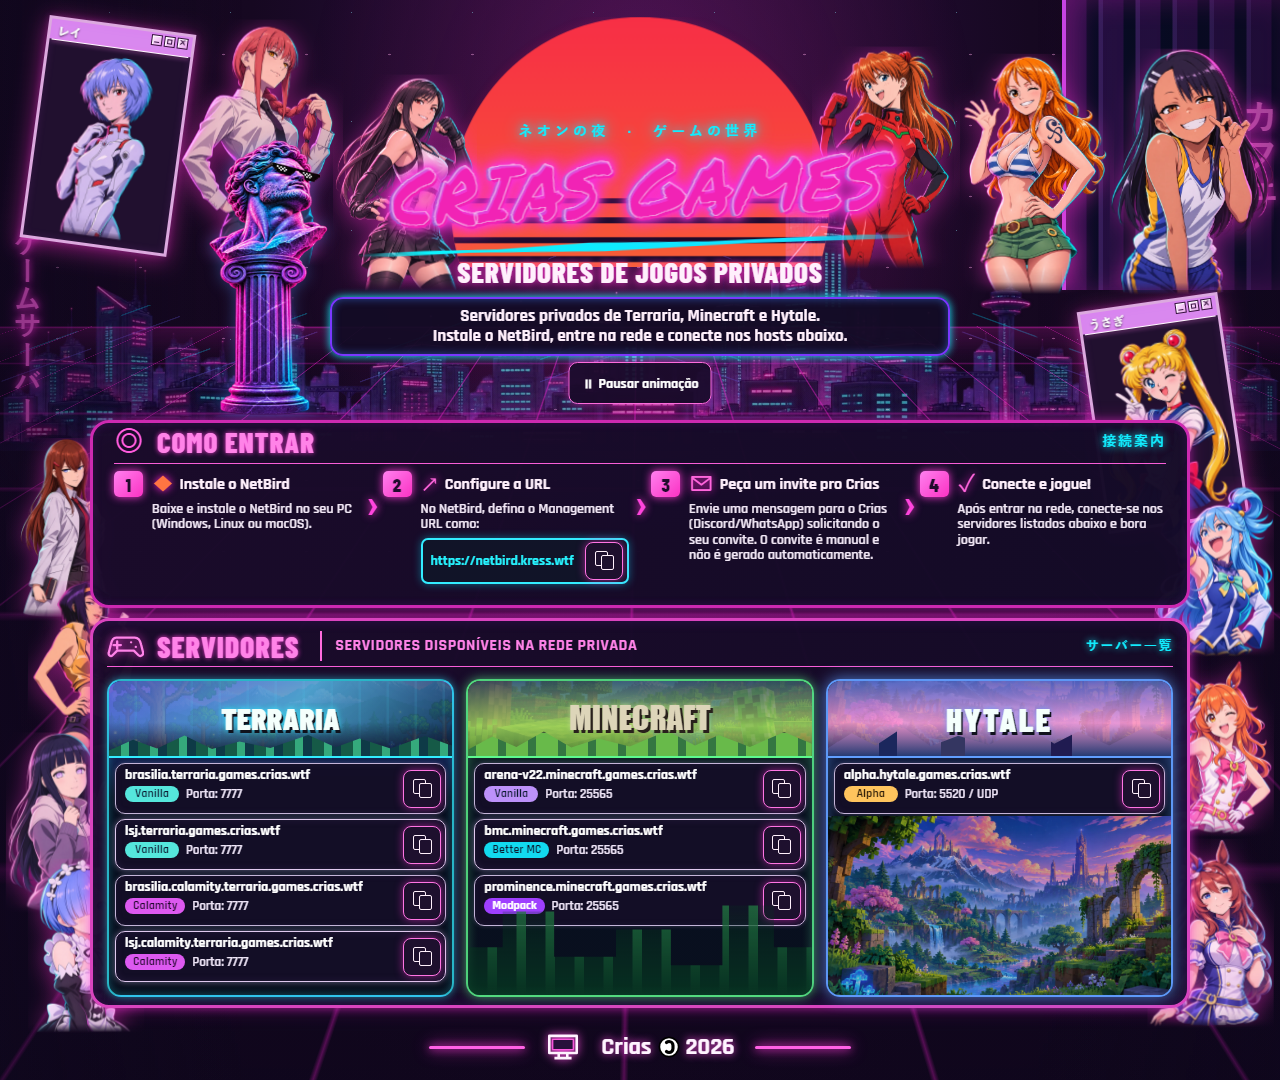 レイ
ネオンの夜 · ゲームの世界
CRIAS GAMES
SERVIDORES DE JOGOS PRIVADOS
Servidores privados de Terraria, Minecraft e Hytale.
Instale o NetBird, entre na rede e conecte nos hosts abaixo.
Pausar animação
ゲームサーバー
うさぎ
COMO ENTRAR
接続案内
1 Instale o NetBird
Baixe e instale o NetBird no seu PC
(Windows, Linux ou macOS).
2 Configure a URL
No NetBird, defina o Management
URL como:
https://netbird.kress.wtf
3 Peça um invite pro Crias
Envie uma mensagem para o Crias
(Discord/WhatsApp) solicitando o
seu convite. O convite é manual e
não é gerado automaticamente.
4 Conecte e jogue!
Após entrar na rede, conecte-se nos
servidores listados abaixo e bora
jogar.
SERVIDORES
SERVIDORES DISPONÍVEIS NA REDE PRIVADA
サーバー一覧
TERRARIA
brasilia.terraria.games.crias.wtf
Vanilla Porta: 7777
lsj.terraria.games.crias.wtf
Vanilla Porta: 7777
brasilia.calamity.terraria.games.crias.wtf
Calamity Porta: 7777
lsj.calamity.terraria.games.crias.wtf
Calamity Porta: 7777
MINECRAFT
arena-v22.minecraft.games.crias.wtf
Vanilla Porta: 25565
bmc.minecraft.games.crias.wtf
Better MC Porta: 25565
prominence.minecraft.games.crias.wtf
Modpack Porta: 25565
HYTALE
alpha.hytale.games.crias.wtf
Alpha Porta: 5520 / UDP
Crias 2026